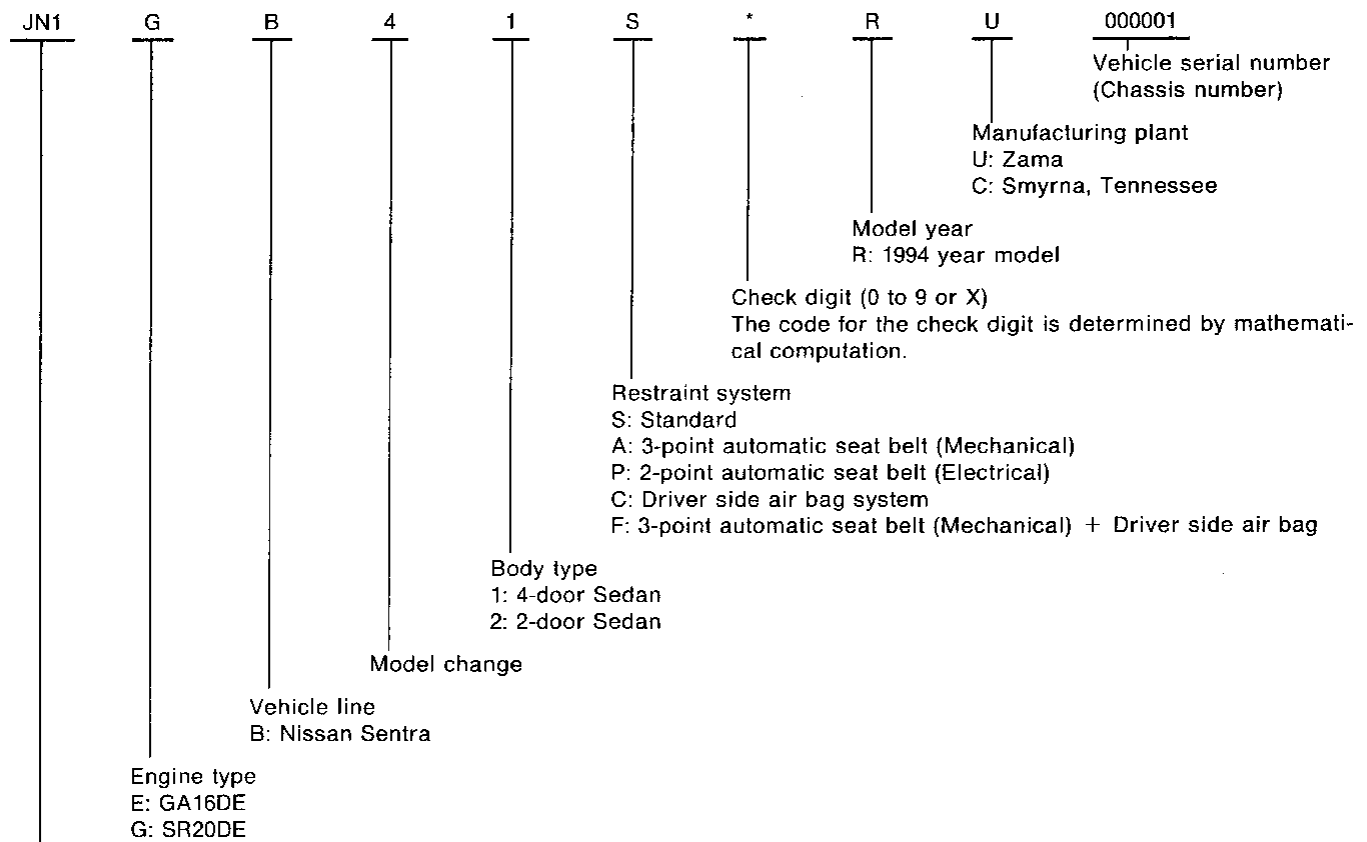 JN1 G B 4 1 S * R U 000001
Vehicle serial number
(Chassis number)
Manufacturing plant
U: Zama
C: Smyrna, Tennessee
Model year
R: 1994 year model
Check digit (0 to 9 or X)
The code for the check digit is determined by mathemati-
cal computation.
Restraint system
S: Standard
A: 3-point automatic seat belt (Mechanical)
P: 2-point automatic seat belt (Electrical)
C: Driver side air bag system
F: 3-point automatic seat belt (Mechanical) + Driver side air bag
Body type
1: 4-door Sedan
2: 2-door Sedan
Model change
Vehicle line
B: Nissan Sentra
Engine type
E: GA16DE
G: SR20DE